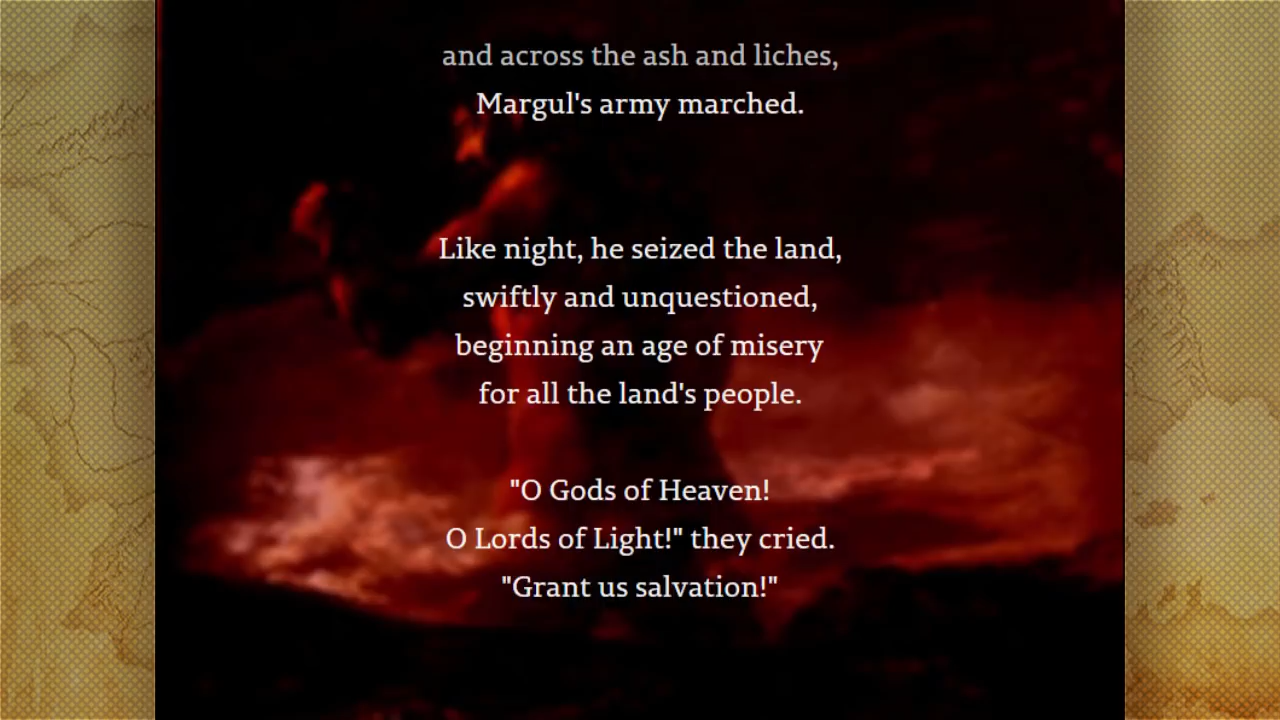 and across the ash and liches,
Margul's army marched.
Like night, he seized the land,
swiftly and unquestioned,
beginning an age of misery
for all the land's people.
"O Gods of Heaven!
O Lords of Light!" they cried.
"Grant us salvation!"